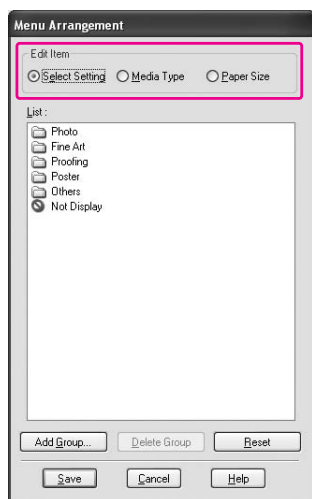 Menu Arrangement
Edit Item
Select Setting Media Type Paper Size
List :
Photo
Fine Art
Proofing
Poster
Others
Not Display
Add Group... Delete Group Reset
Save Cancel Help